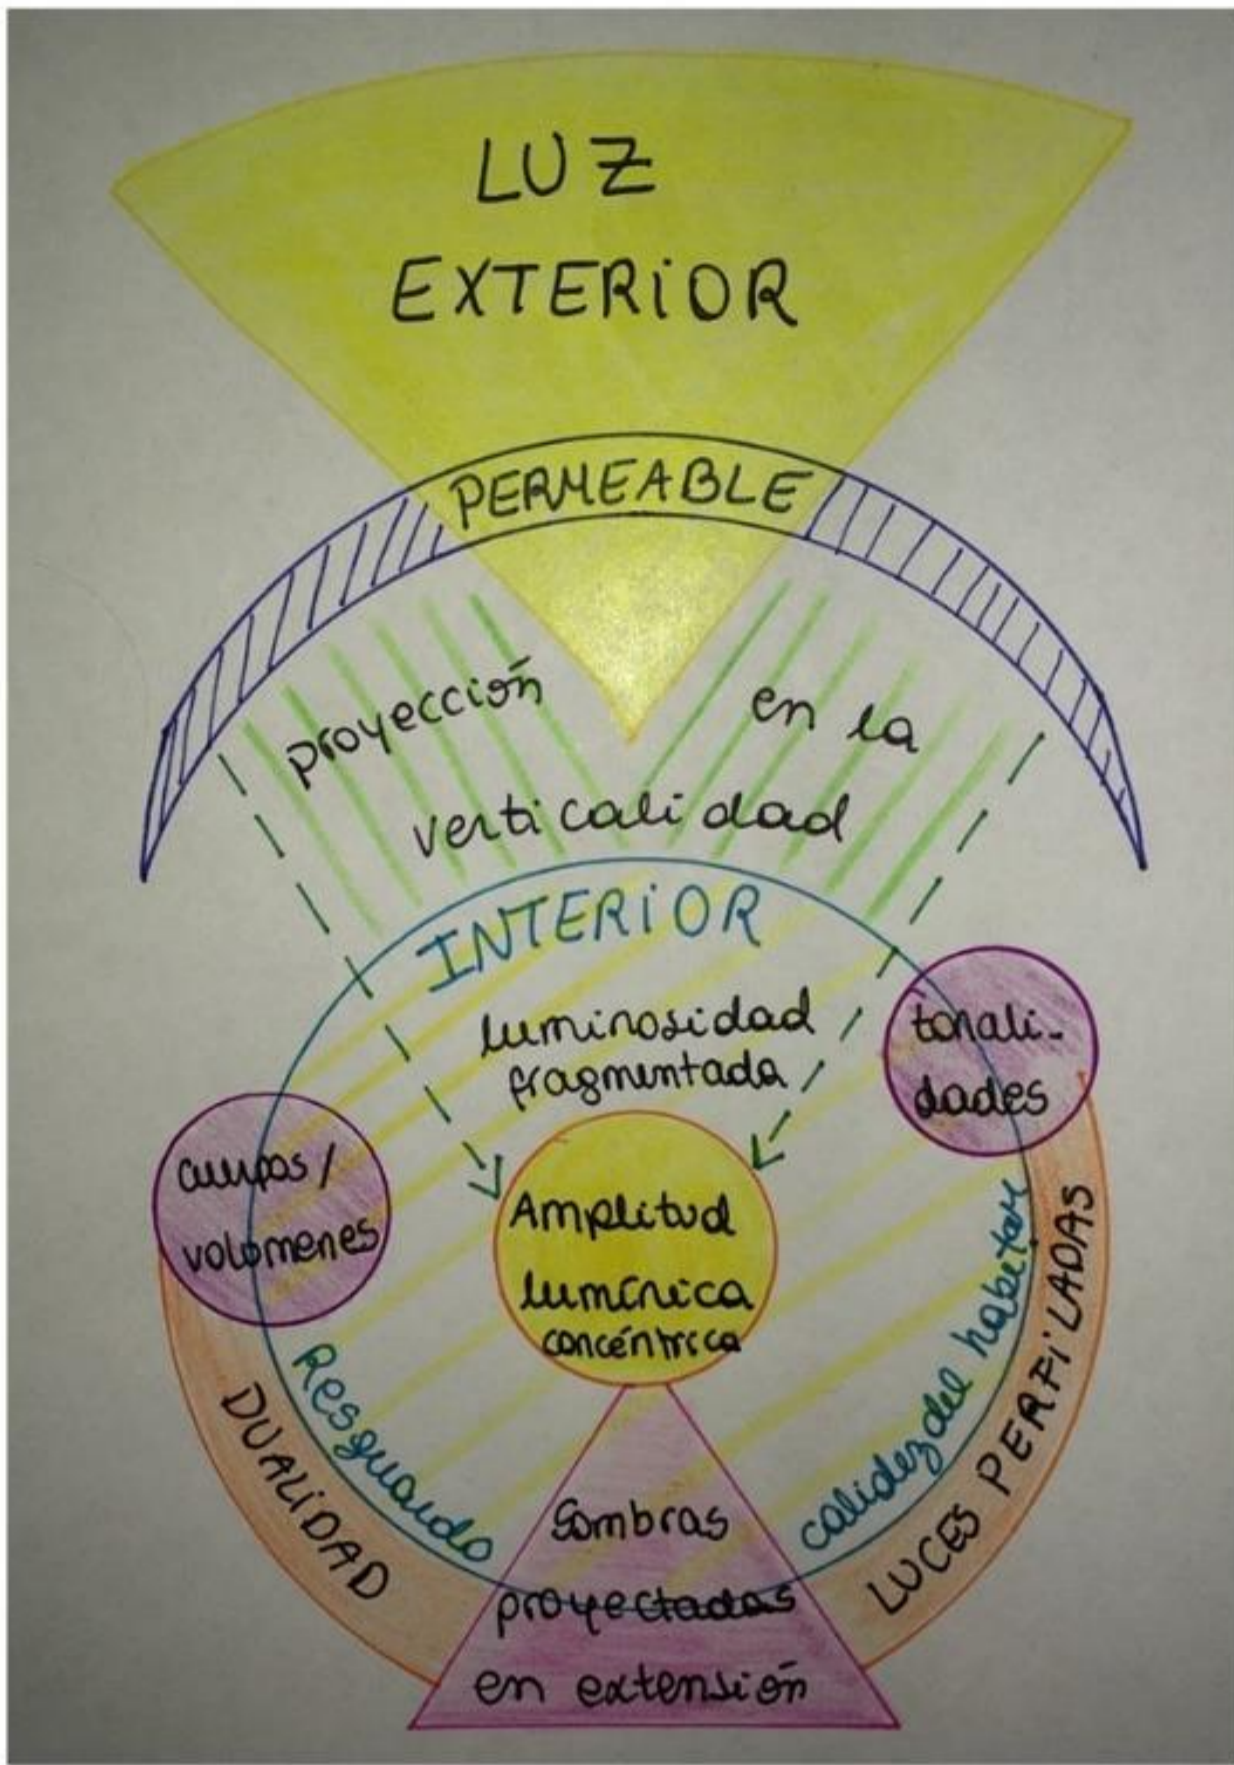 LUZ
EXTERIOR
PERMEABLE
proyección
en la
verticalidad
INTERIOR
luminosidad
fragmentada
tonali-
dades
cuerpos/
volúmenes
Amplitud
lumínica
concéntrica
Resguardo
calidez del habitar
DUALIDAD
LUCES PERFILADAS
Sombras
proyectadas
en extensión